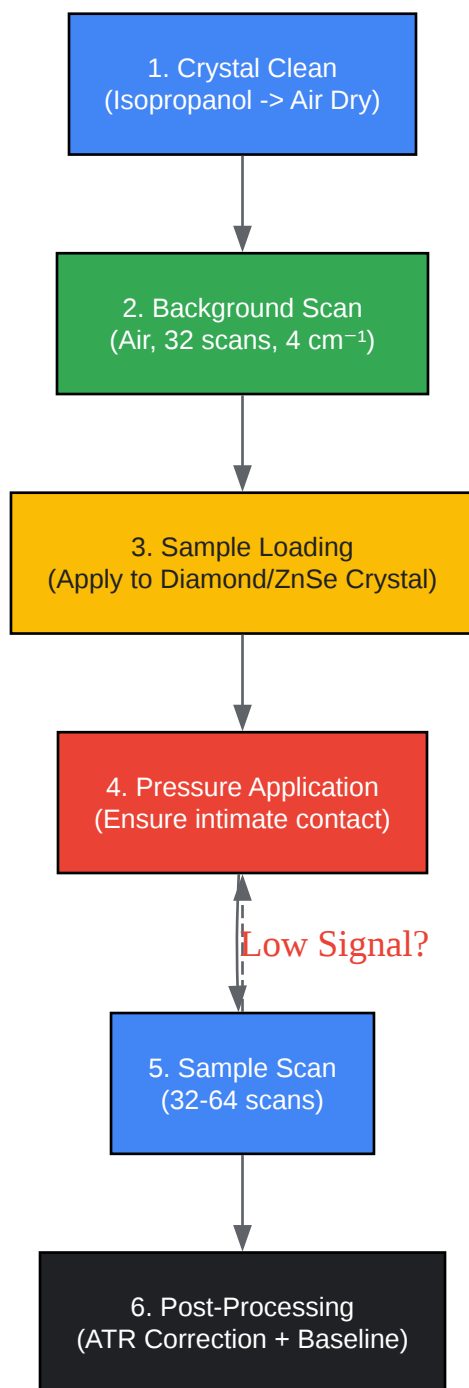 1. Crystal Clean
(Isopropanol -> Air Dry)
2. Background Scan
(Air, 32 scans, 4 cm⁻¹)
3. Sample Loading
(Apply to Diamond/ZnSe Crystal)
4. Pressure Application
(Ensure intimate contact)
Low Signal?
5. Sample Scan
(32-64 scans)
6. Post-Processing
(ATR Correction + Baseline)